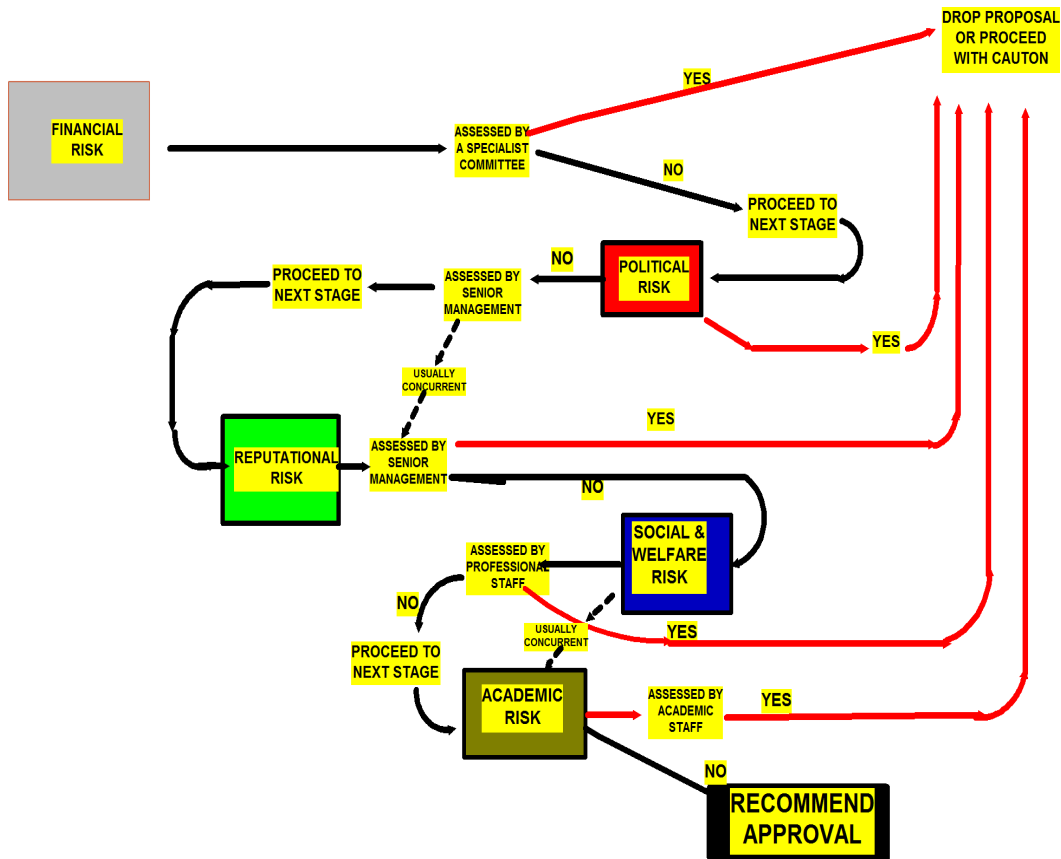 DROP PROPOSAL
OR PROCEED
WITH CAUTON
YES
FINANCIAL
RISK
ASSESSED BY
A SPECIALIST
COMMITTEE
NO
PROCEED TO
NEXT STAGE
NO
POLITICAL
RISK
ASSESSED BY
SENIOR
MANAGEMENT
PROCEED TO
NEXT STAGE
YES
USUALLY
CONCURRENT
YES
REPUTATIONAL
RISK
ASSESSED BY
SENIOR
MANAGEMENT
NO
SOCIAL &
WELFARE
RISK
ASSESSED BY
PROFESSIONAL
STAFF
NO
USUALLY
CONCURRENT
YES
PROCEED TO
NEXT STAGE
ACADEMIC
RISK
ASSESSED BY
ACADEMIC
STAFF
YES
NO
RECOMMEND
APPROVAL